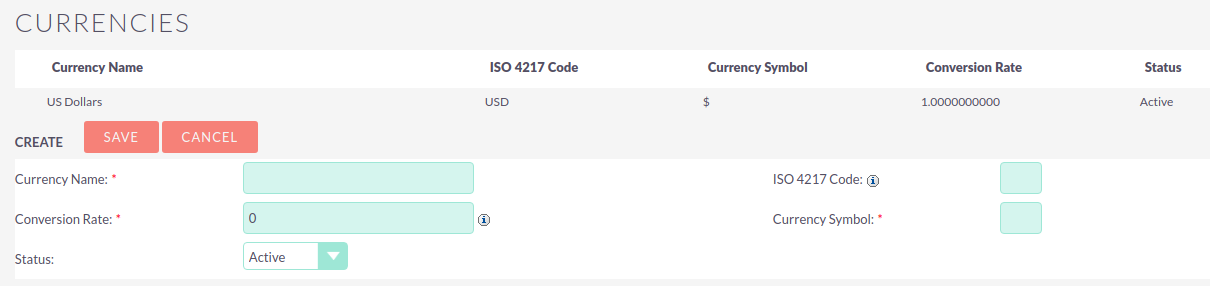 CURRENCIES
Currency Name ISO 4217 Code Currency Symbol Conversion Rate Status
US Dollars USD $ 1.0000000000 Active
CREATE SAVE CANCEL
Currency Name: * ISO 4217 Code:
Conversion Rate: * 0 Currency Symbol: *
Status: Active